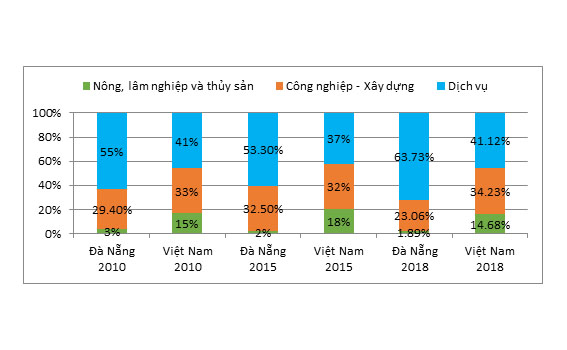 Nông, lâm nghiệp và thủy sản Công nghiệp - Xây dựng Dịch vụ
100%
80%
60%
40%
20%
0%
55% 41% 53.30% 37% 63.73% 41.12%
29.40% 33% 32.50% 32% 23.06% 34.23%
3% 15% 2% 18% 1.89% 14.68%
Đà Nẵng Việt Nam Đà Nẵng Việt Nam Đà Nẵng Việt Nam
2010 2010 2015 2015 2018 2018